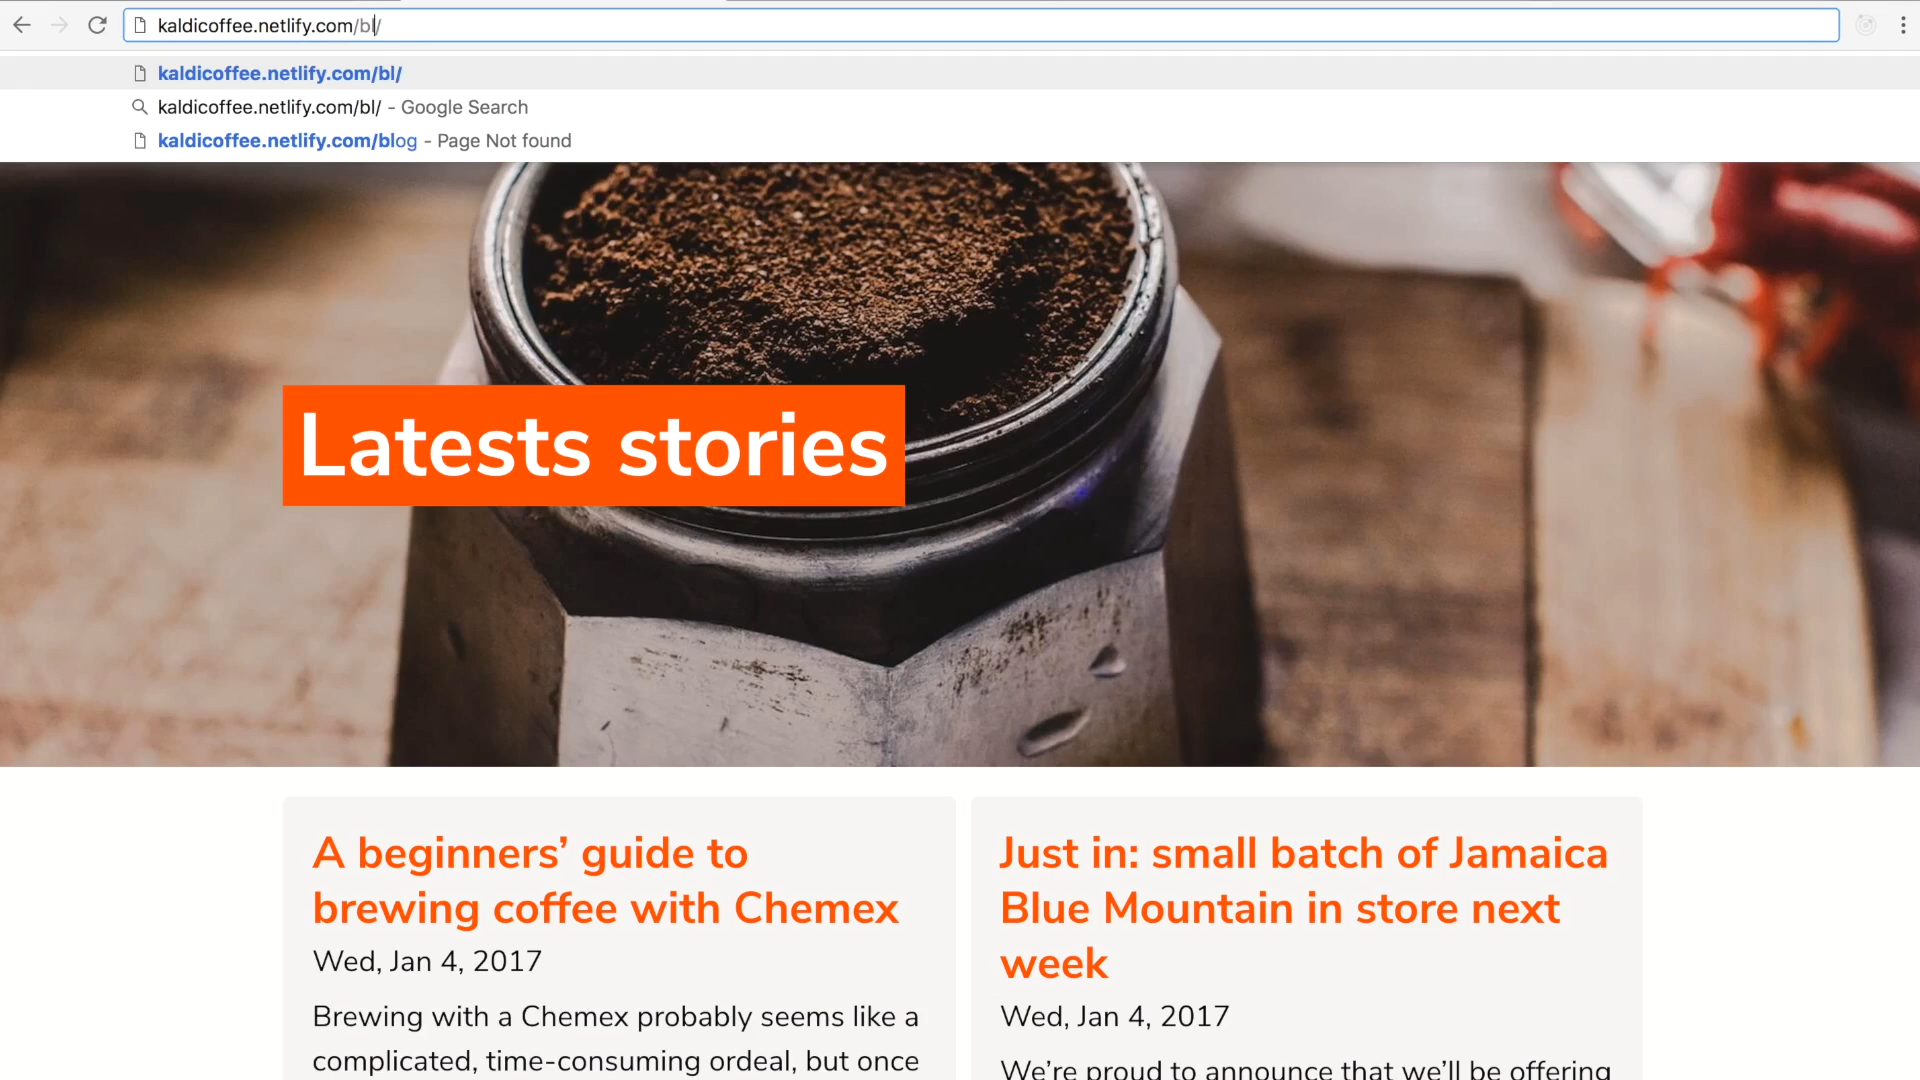 kaldicoffee.netlify.com/bl/
kaldicoffee.netlify.com/bl/
kaldicoffee.netlify.com/bl/ - Google Search
kaldicoffee.netlify.com/blog - Page Not found
Latests stories
A beginners’ guide to
brewing coffee with Chemex
Wed, Jan 4, 2017
Brewing with a Chemex probably seems like a
complicated, time-consuming ordeal, but once
Just in: small batch of Jamaica
Blue Mountain in store next
week
Wed, Jan 4, 2017
We’re proud to announce that we’ll be offering